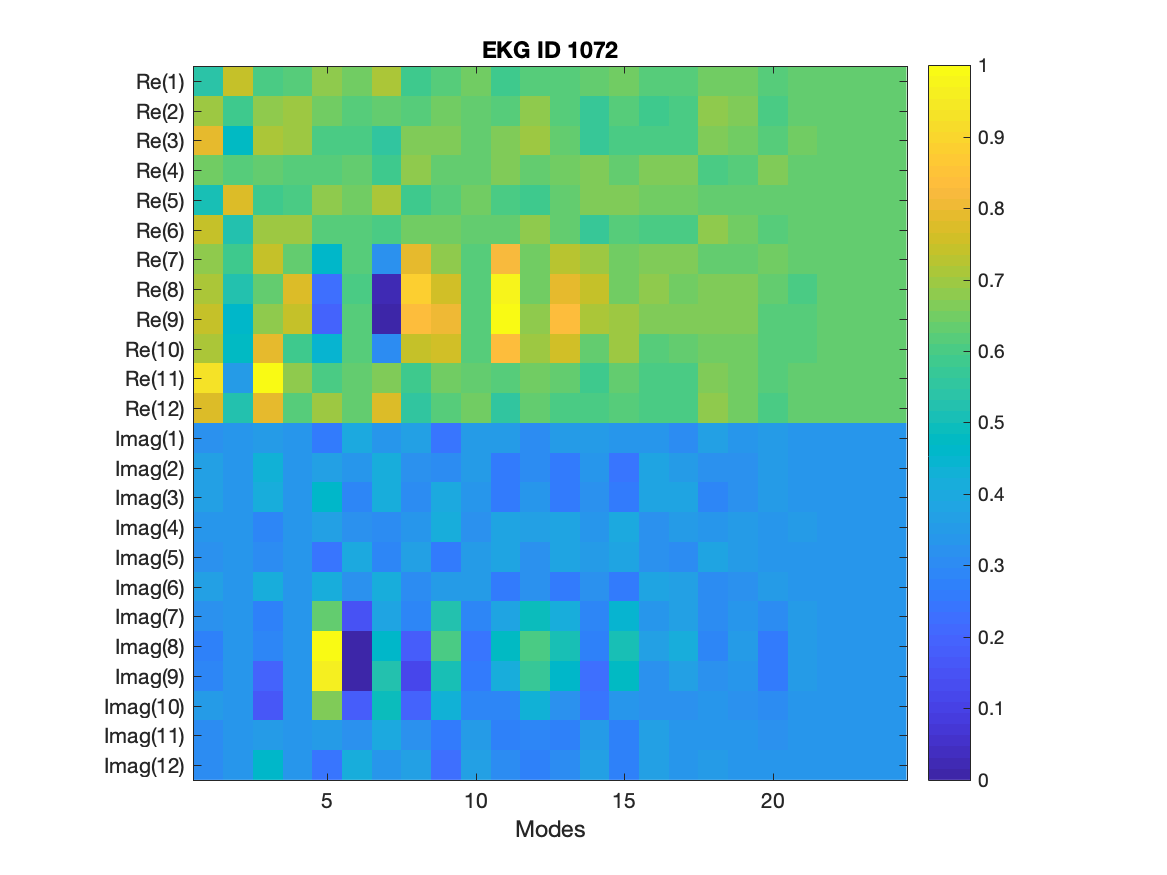 EKG ID 1072
Re(1)
Re(2)
Re(3)
Re(4)
Re(5)
Re(6)
Re(7)
Re(8)
Re(9)
Re(10)
Re(11)
Re(12)
Imag(1)
Imag(2)
Imag(3)
Imag(4)
Imag(5)
Imag(6)
Imag(7)
Imag(8)
Imag(9)
Imag(10)
Imag(11)
Imag(12)
5 10 15 20
Modes
1
0.9
0.8
0.7
0.6
0.5
0.4
0.3
0.2
0.1
0